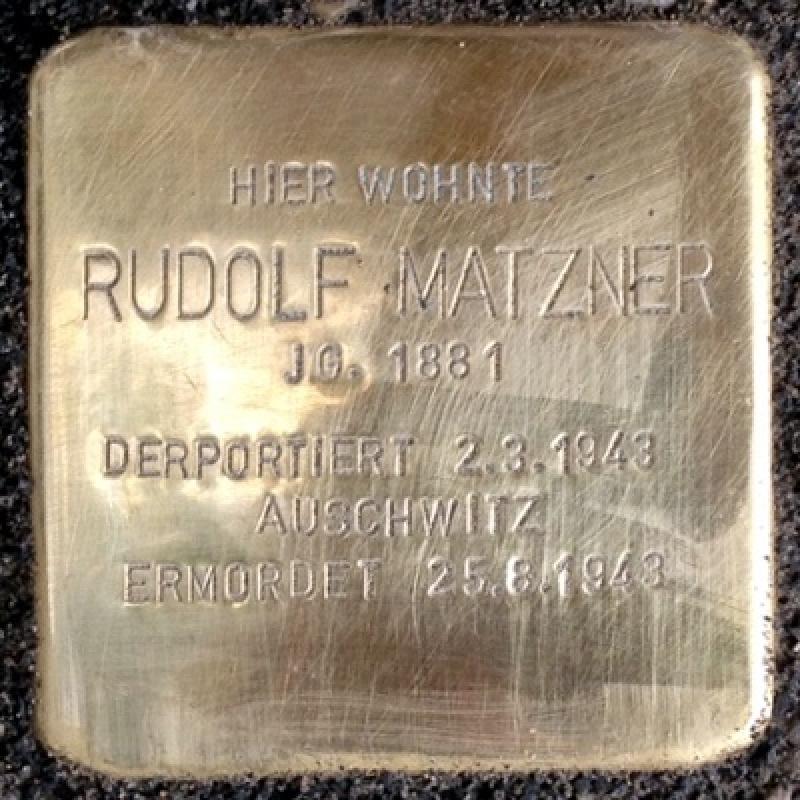 HIER WOHNTE
RUDOLF MATZNER
JG. 1881
DERPORTIERT 2.3.1943
AUSCHWITZ
ERMORDET 25.8.1943